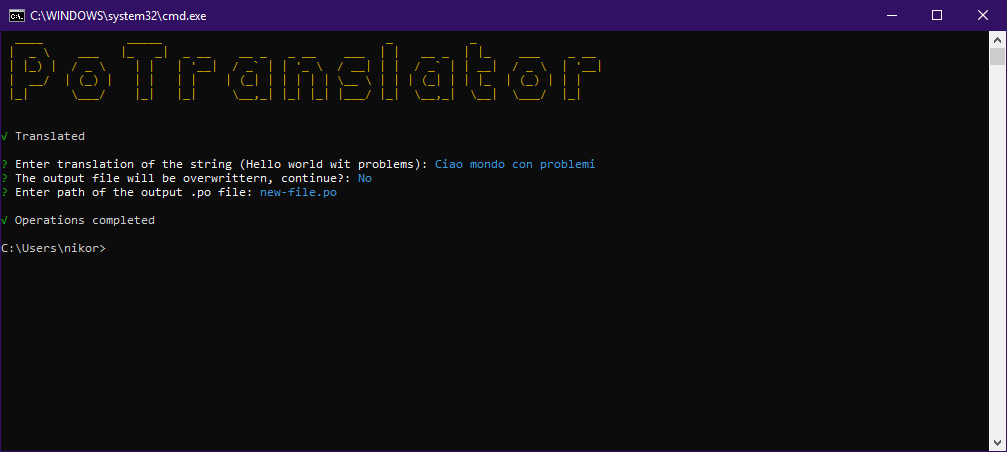 C:\WINDOWS\system32\cmd.exe
PoTranslator
√ Translated
? Enter translation of the string (Hello world wit problems): Ciao mondo con problemi
? The output file will be overwrittern, continue?: No
? Enter path of the output .po file: new-file.po
√ Operations completed
C:\Users\nikor>